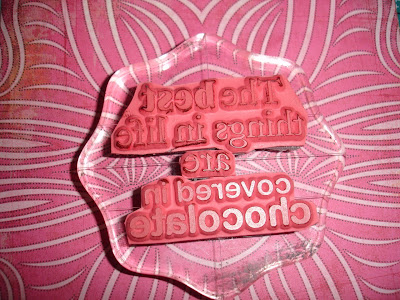 The best
things in life
are
covered in
chocolate